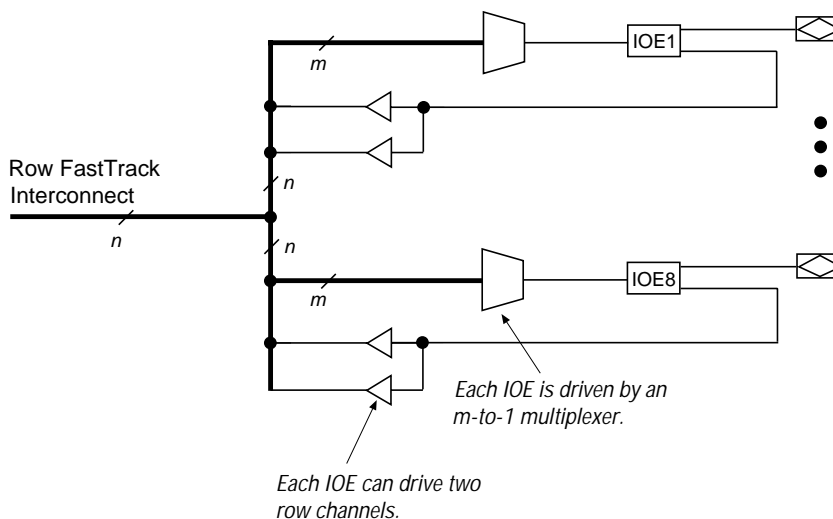 m
IOE1
Row FastTrack
Interconnect
n
n
n
m
IOE8
Each IOE is driven by an
m-to-1 multiplexer.
Each IOE can drive two
row channels.